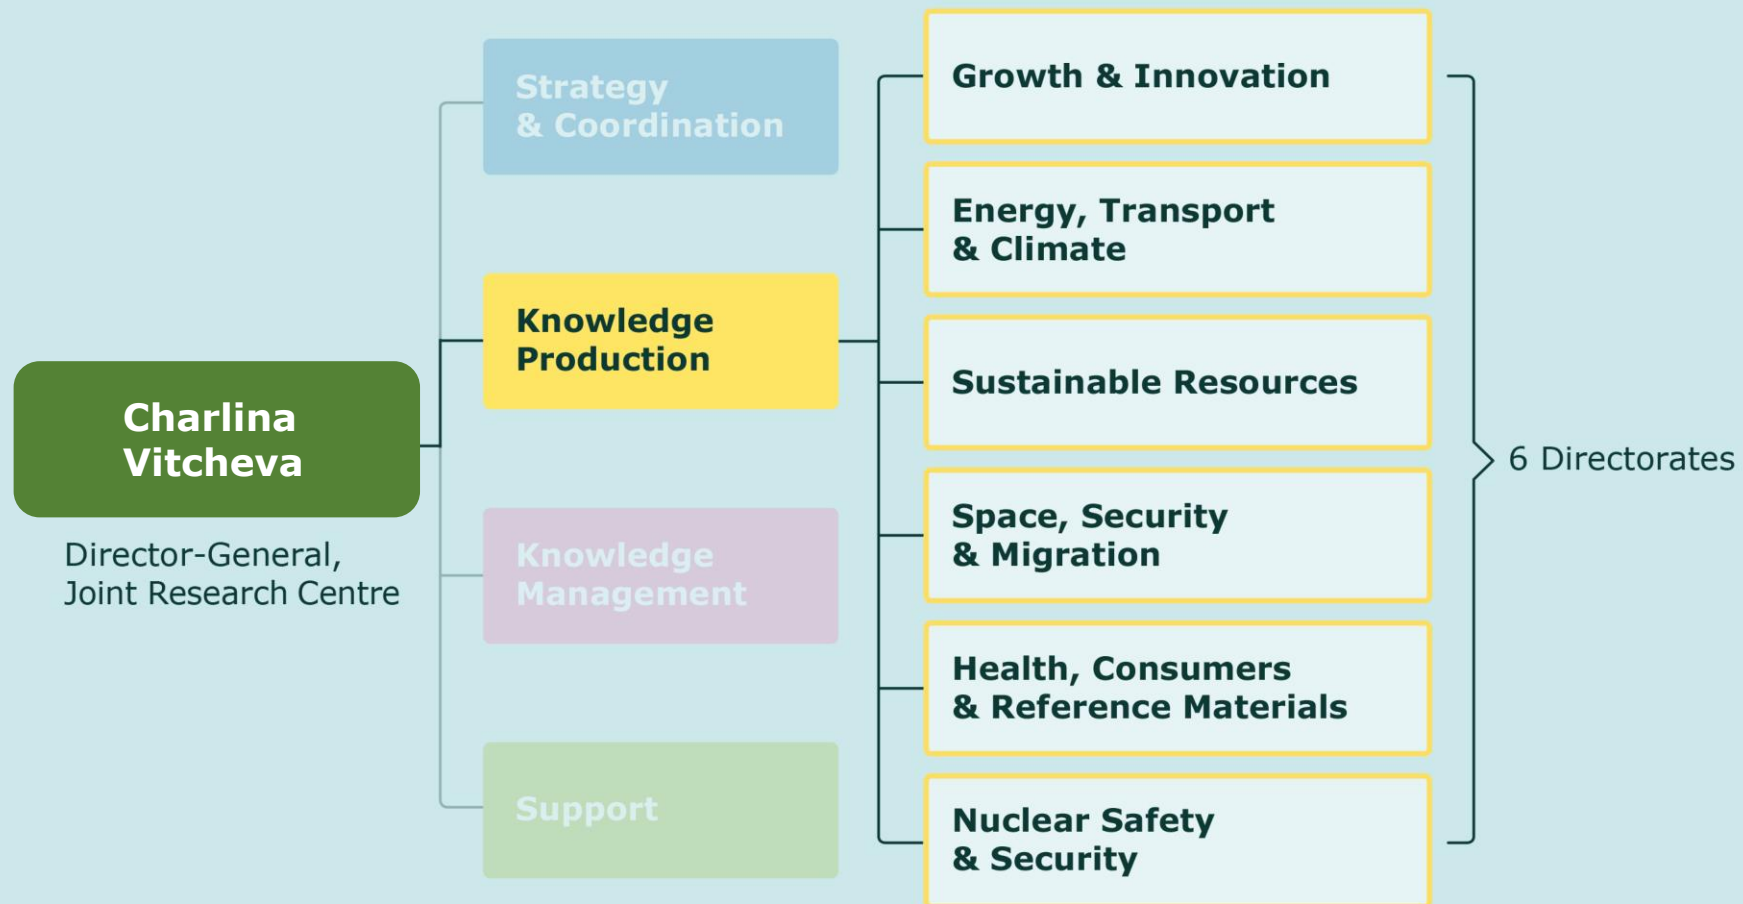 Charlina
Vitcheva
Director-General,
Joint Research Centre
Strategy
& Coordination
Knowledge
Production
Knowledge
Management
Support
Growth & Innovation
Energy, Transport
& Climate
Sustainable Resources
Space, Security
& Migration
Health, Consumers
& Reference Materials
Nuclear Safety
& Security
6 Directorates